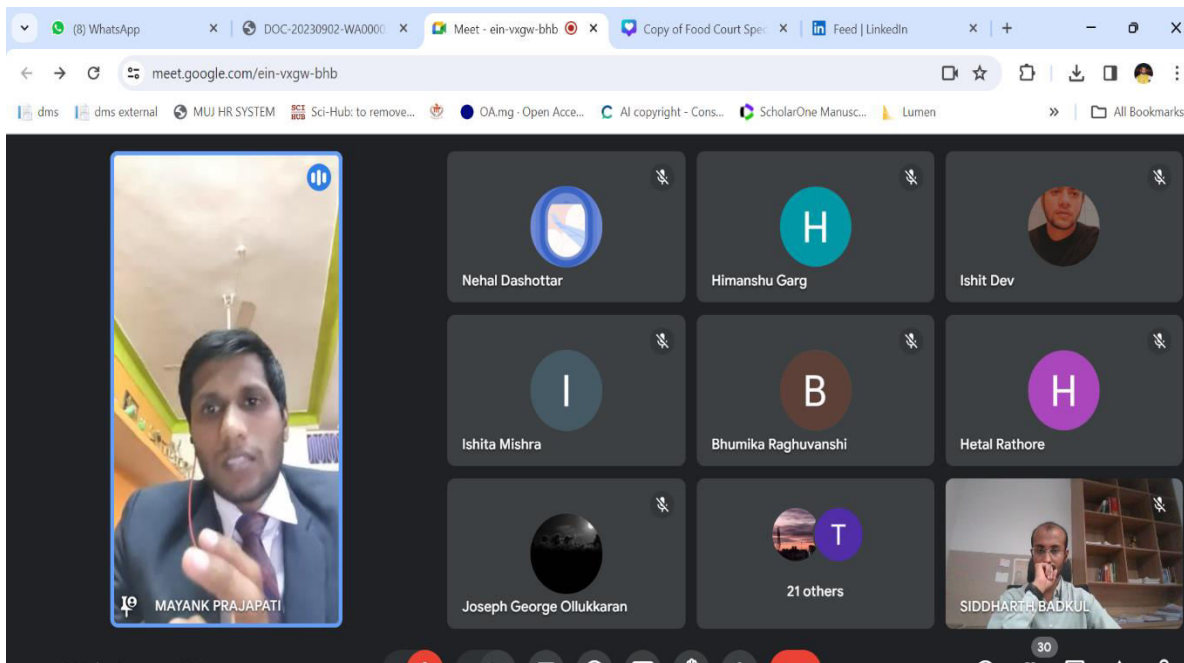 (8) WhatsApp
DOC-20230902-WA0000
Meet - ein-vxgw-bhb
Copy of Food Court Spec
Feed | LinkedIn
meet.google.com/ein-vxgw-bhb
dms
dms external
MUJ HR SYSTEM
SCI HUB
Sci-Hub: to remove...
OA.mg - Open Acce...
AI copyright - Cons...
ScholarOne Manusc...
Lumen
All Bookmarks
Nehal Dashottar
H
Himanshu Garg
Ishit Dev
I
Ishita Mishra
B
Bhumika Raghuvanshi
H
Hetal Rathore
MAYANK PRAJAPATI
Joseph George Ollukkaran
T
21 others
SIDDHARTH BADKUL
30